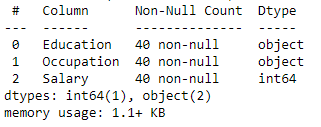 #   Column      Non-Null Count  Dtype
---  ------      --------------  -----
0   Education   40 non-null     object
1   Occupation  40 non-null     object
2   Salary      40 non-null     int64
dtypes: int64(1), object(2)
memory usage: 1.1+ KB